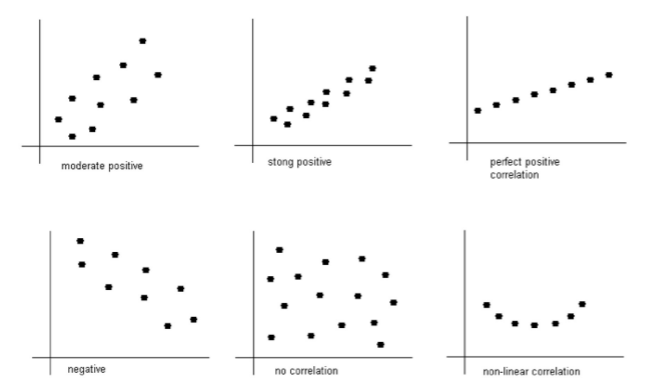 moderate positive
stong positive
perfect positive
correlation
negative
no correlation
non-linear correlation